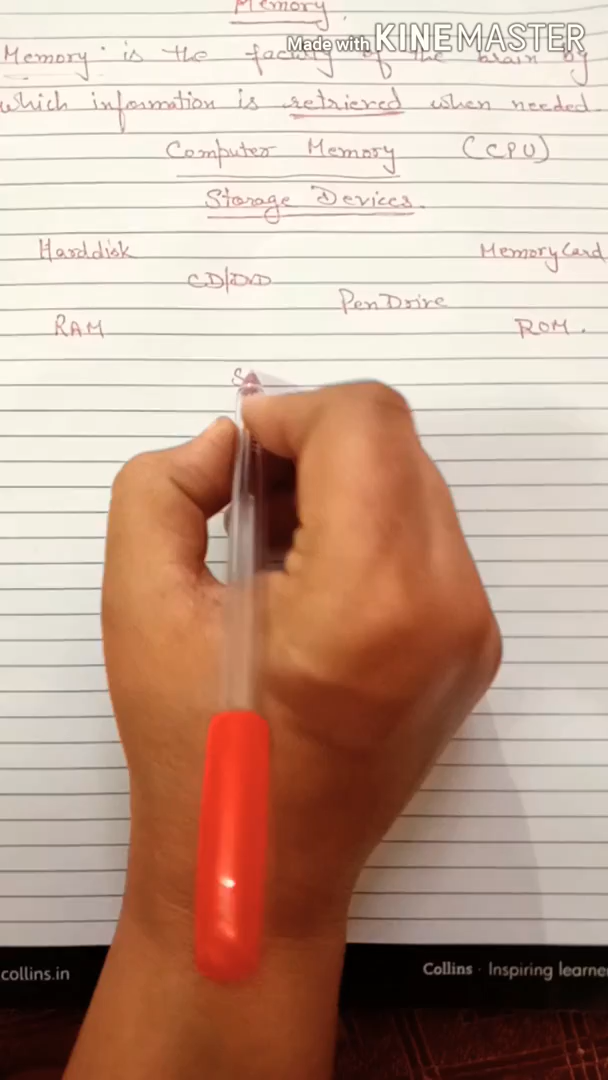 Memory.
Made with KINEMASTER
Memory is the faculty of the brain by
which information is retrieved when needed
Computer Memory (CPU)
Storage Devices.
Harddisk Memory Card
CD/DVD
Pen Drive
RAM ROM.
S
collins.in Collins · Inspiring learne